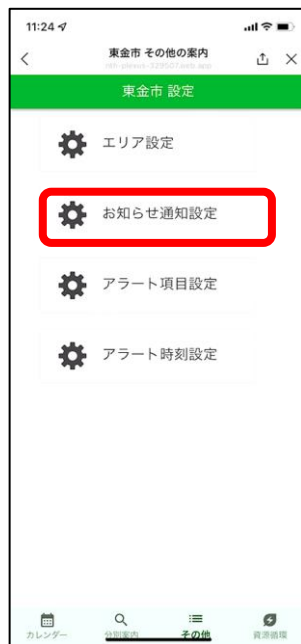 11:24
東金市 その他の案内
東金市 設定
エリア設定
お知らせ通知設定
アラート項目設定
アラート時刻設定
カレンダー
分別案内
その他
資源循環